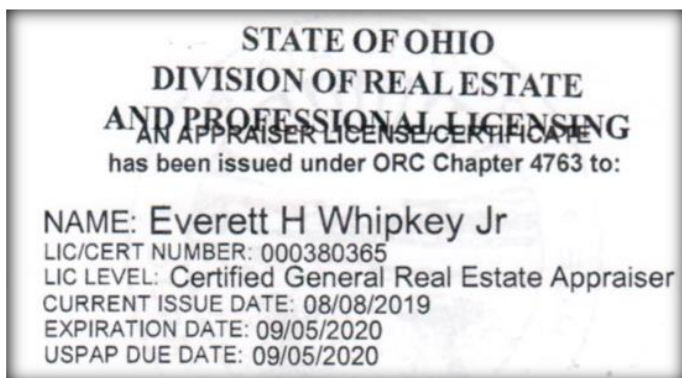 STATE OF OHIO
DIVISION OF REAL ESTATE
AND PROFESSIONAL LICENSING
AN APPRAISER LICENSE/CERTIFICATE
has been issued under ORC Chapter 4763 to:
NAME: Everett H Whipkey Jr
LIC/CERT NUMBER: 000380365
LIC LEVEL: Certified General Real Estate Appraiser
CURRENT ISSUE DATE: 08/08/2019
EXPIRATION DATE: 09/05/2020
USPAP DUE DATE: 09/05/2020